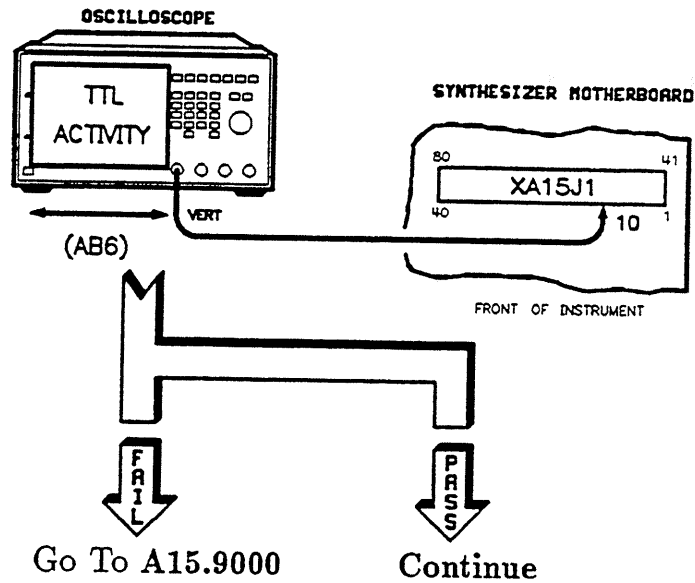 OSCILLOSCOPE
TTL
ACTIVITY
VERT
(AB6)
SYNTHESIZER MOTHERBOARD
80
41
XA15J1
40
10
1
FRONT OF INSTRUMENT
FAIL
PASS
Go To A15.9000
Continue